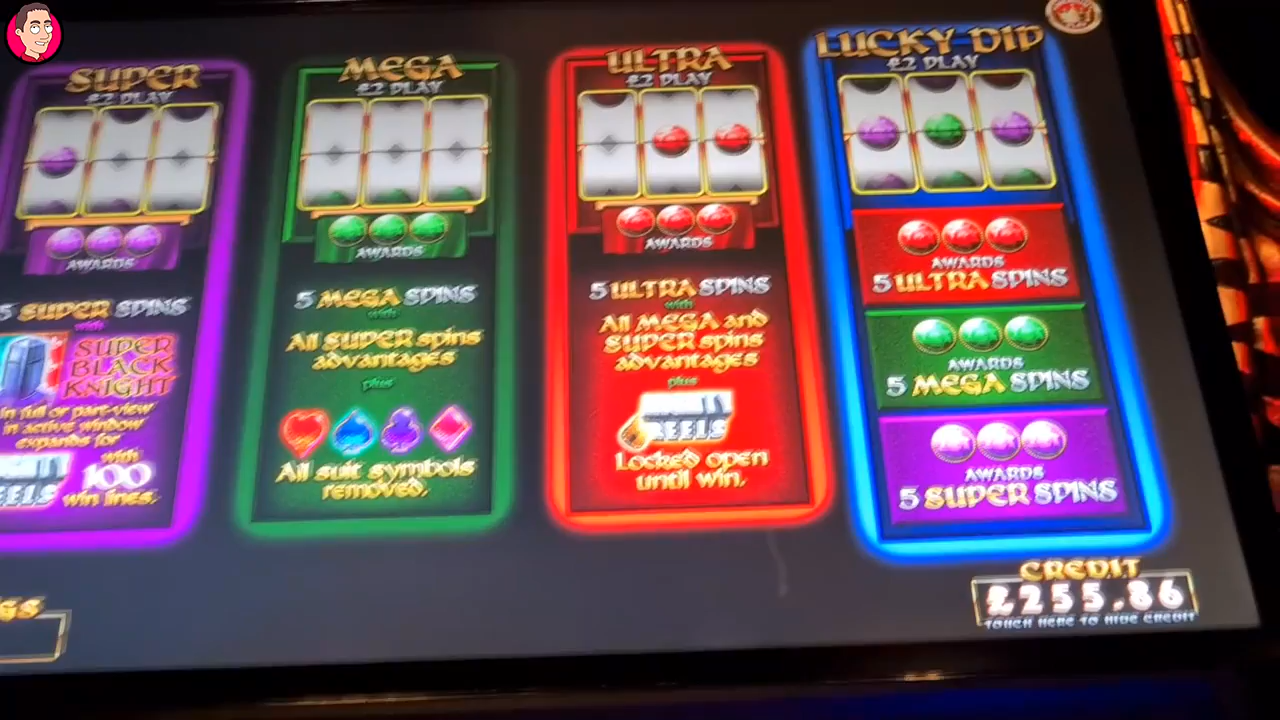 SUPER
£2 PLAY
AWARDS
5 SUPER SPINS
with
SUPER
BLACK
KNIGHT
In full or part-view
in active window
expands for
with
100
win lines.
MEGA
£2 PLAY
AWARDS
5 MEGA SPINS
with
All SUPER spins
advantages
plus
All suit symbols
removed.
ULTRA
£2 PLAY
AWARDS
5 ULTRA SPINS
with
All MEGA and
SUPER spins
advantages
plus
REELS
Locked open
until win.
LUCKY DIP
£2 PLAY
AWARDS
5 ULTRA SPINS
AWARDS
5 MEGA SPINS
AWARDS
5 SUPER SPINS
CREDIT
£255.86
TOUCH HERE TO HIDE CREDIT